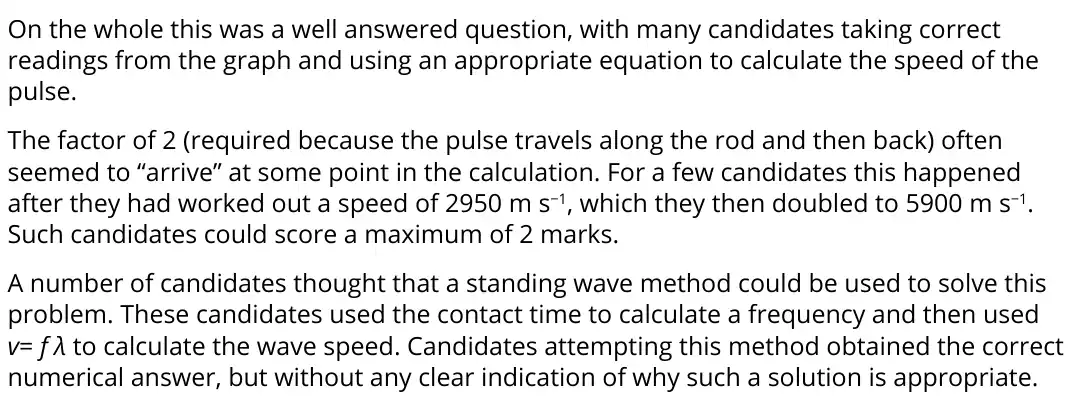 On the whole this was a well answered question, with many candidates taking correct
readings from the graph and using an appropriate equation to calculate the speed of the
pulse.
The factor of 2 (required because the pulse travels along the rod and then back) often
seemed to “arrive” at some point in the calculation. For a few candidates this happened
after they had worked out a speed of 2950 m s⁻¹, which they then doubled to 5900 m s⁻¹.
Such candidates could score a maximum of 2 marks.
A number of candidates thought that a standing wave method could be used to solve this
problem. These candidates used the contact time to calculate a frequency and then used
v= f λ to calculate the wave speed. Candidates attempting this method obtained the correct
numerical answer, but without any clear indication of why such a solution is appropriate.